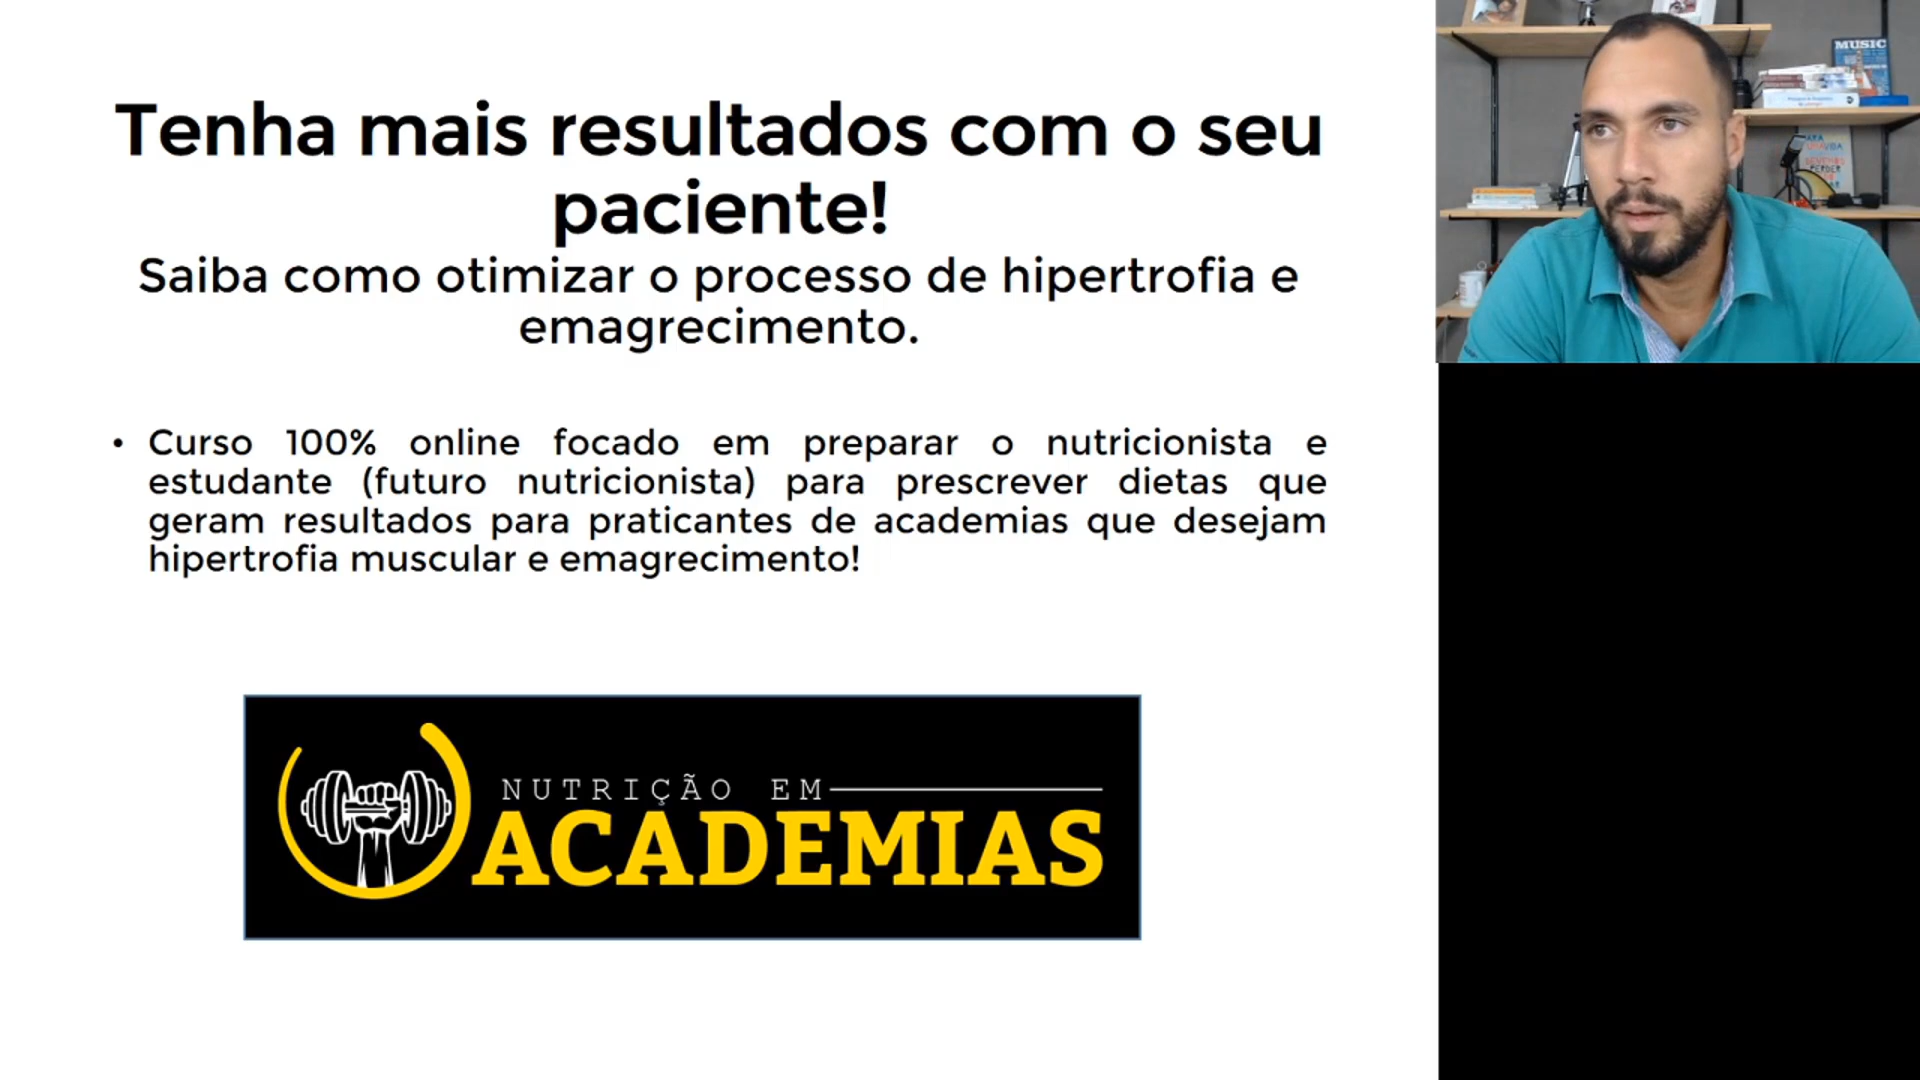 Tenha mais resultados com o seu
paciente!
Saiba como otimizar o processo de hipertrofia e
emagrecimento.
• Curso 100% online focado em preparar o nutricionista e
estudante (futuro nutricionista) para prescrever dietas que
geram resultados para praticantes de academias que desejam
hipertrofia muscular e emagrecimento!
NUTRIÇÃO EM
ACADEMIAS
MUSIC